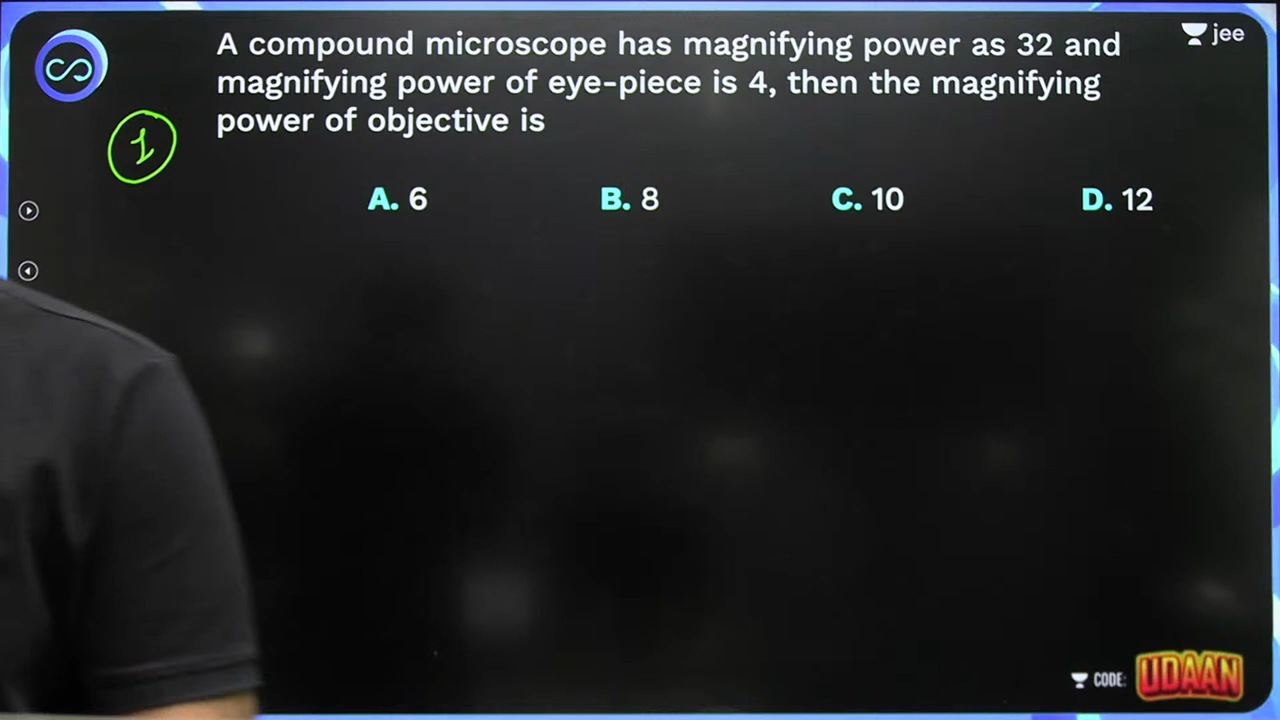 A compound microscope has magnifying power as 32 and
magnifying power of eye-piece is 4, then the magnifying
power of objective is
jee
1
A. 6 B. 8 C. 10 D. 12
CODE: UDAAN